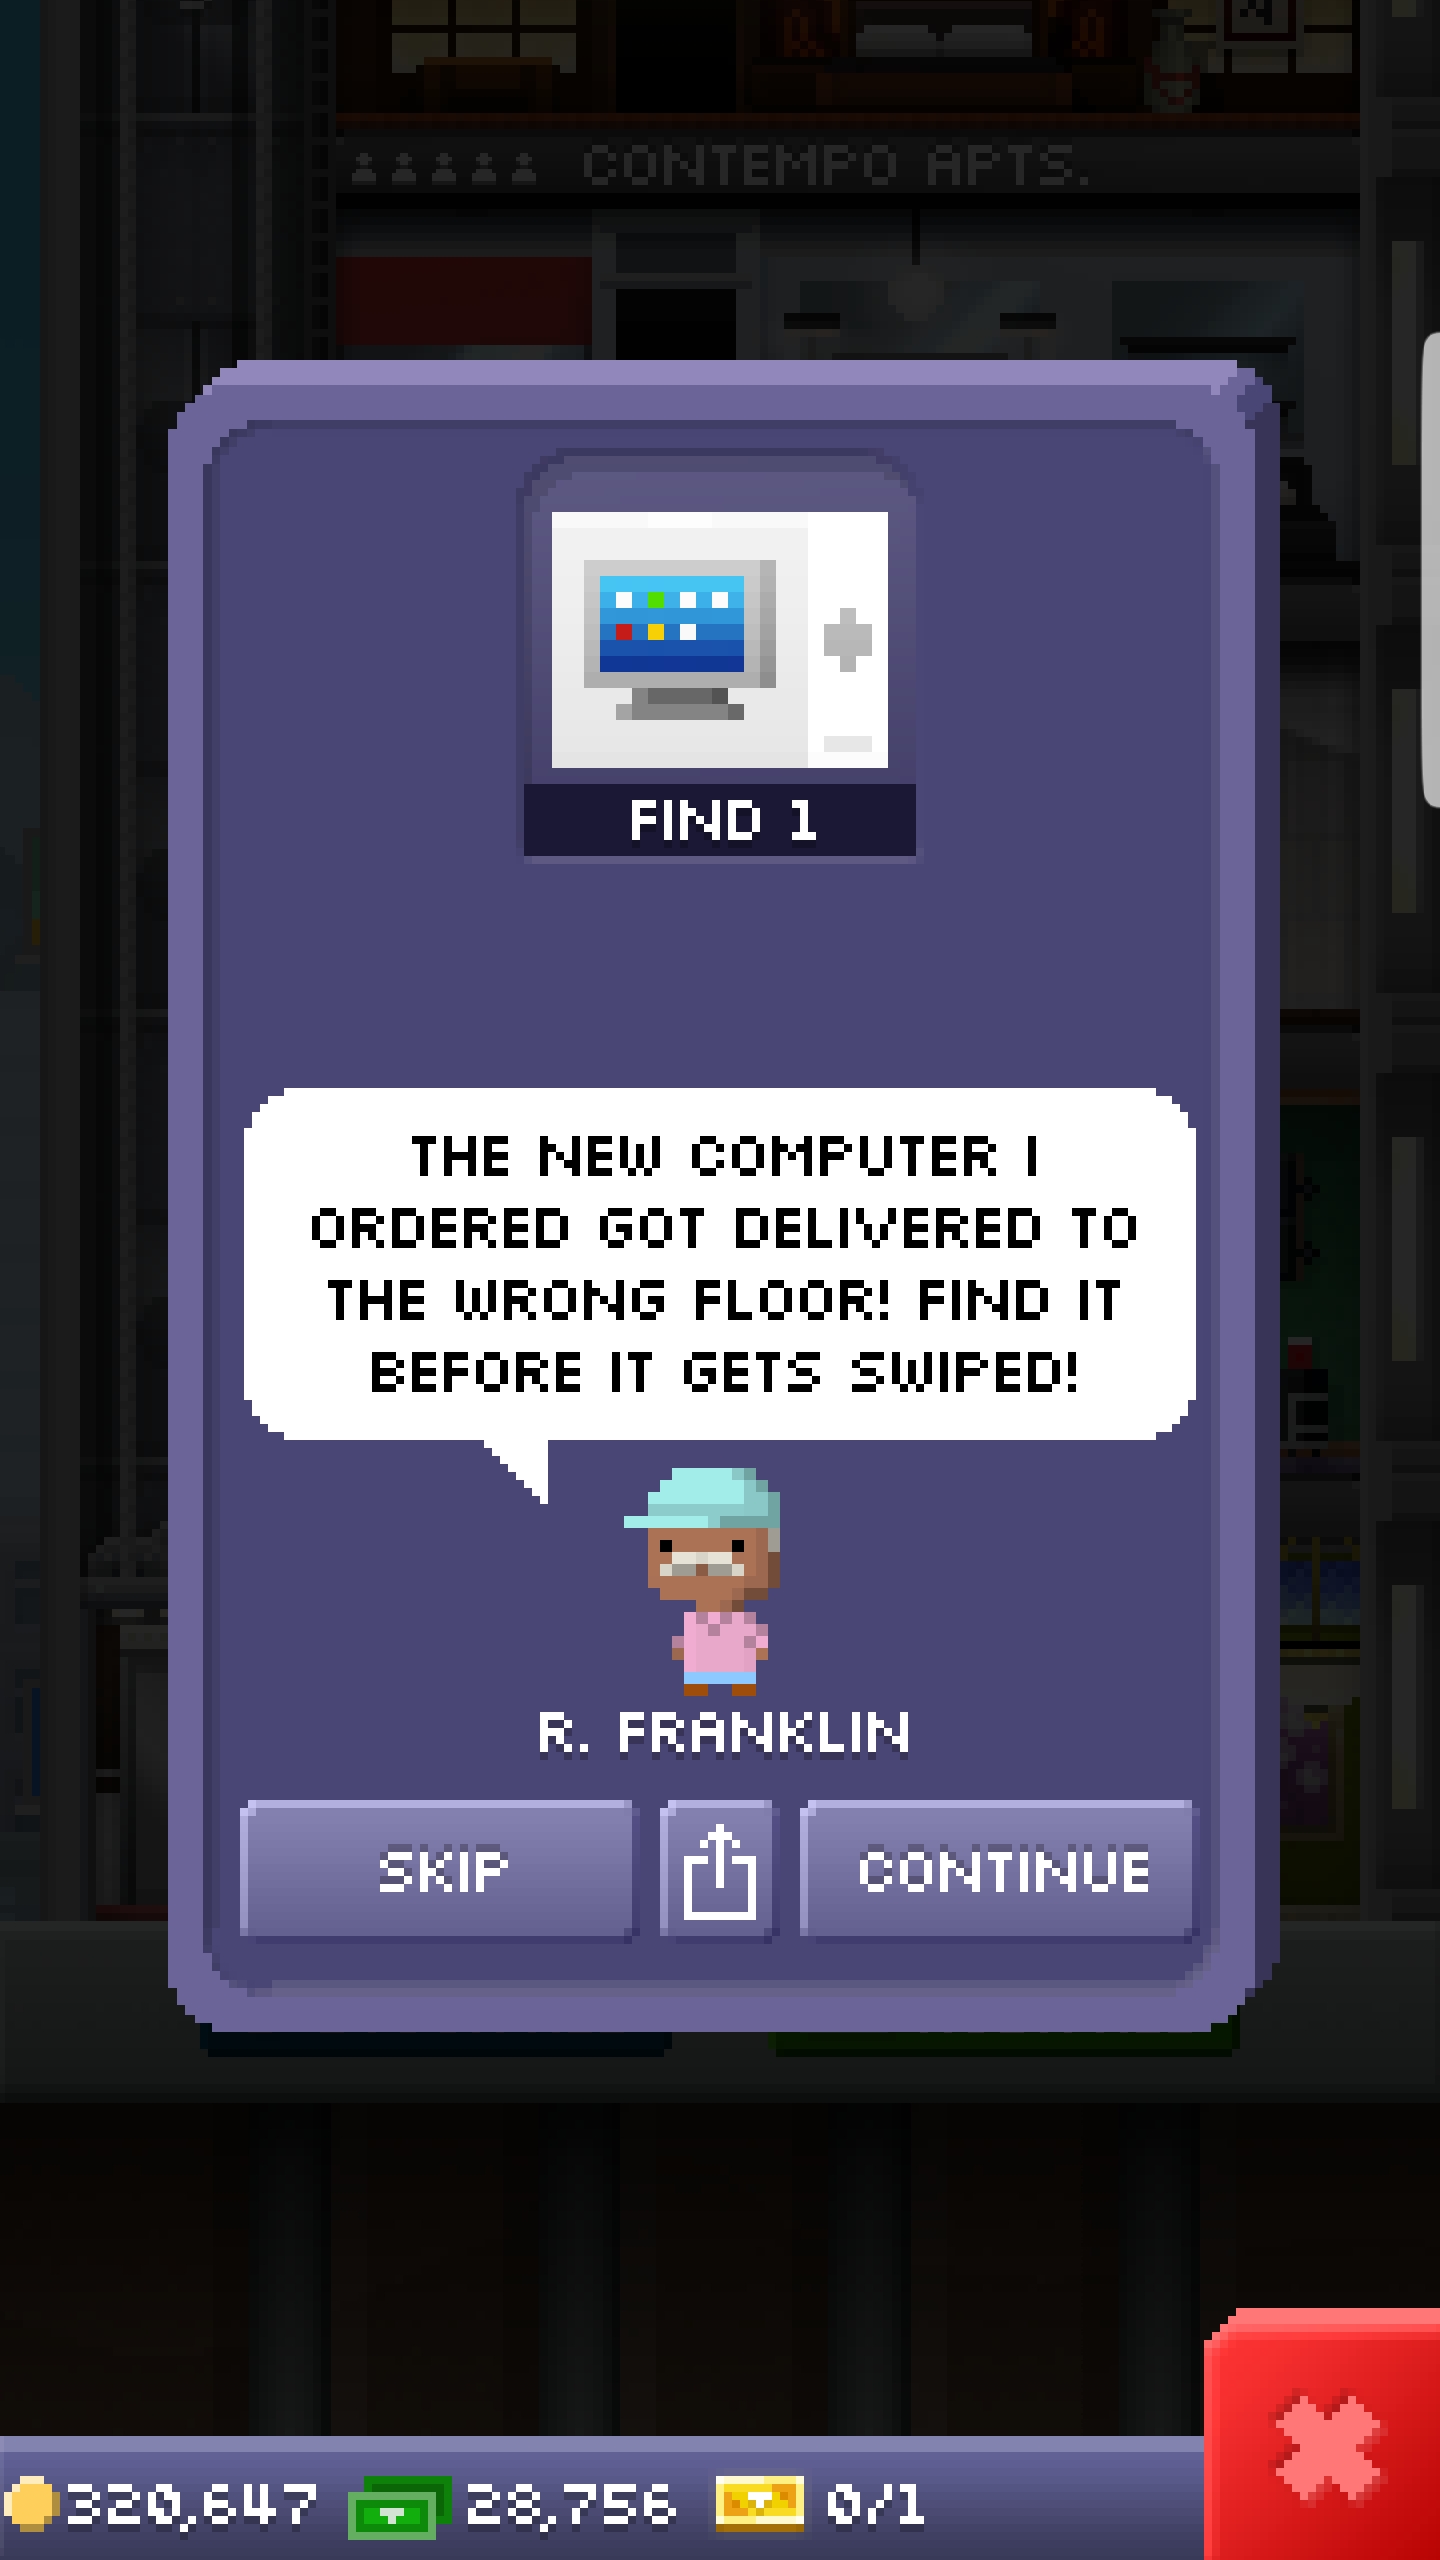 CONTEMPO APTS.
FIND 1
THE NEW COMPUTER I
ORDERED GOT DELIVERED TO
THE WRONG FLOOR! FIND IT
BEFORE IT GETS SWIPED!
R. FRANKLIN
SKIP
CONTINUE
320,647 28,756 0/1